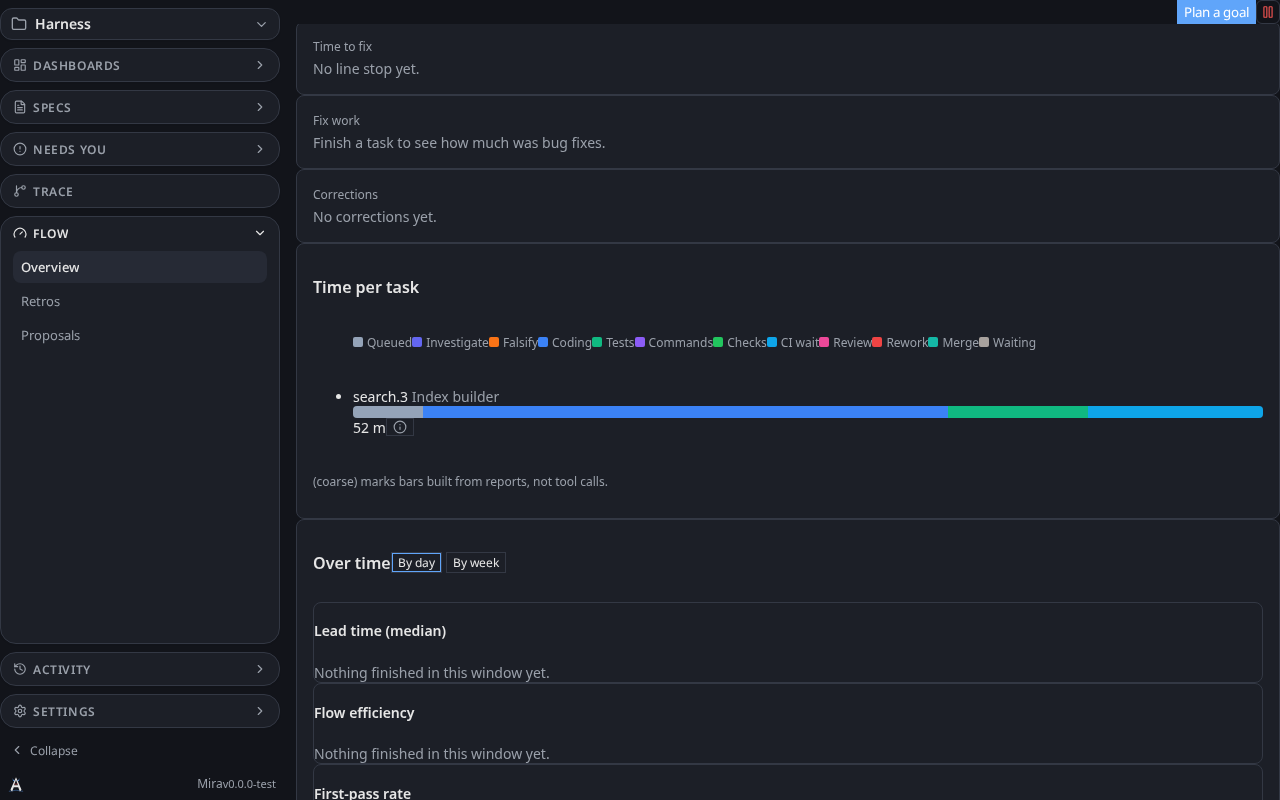 Harness
DASHBOARDS
SPECS
NEEDS YOU
TRACE
FLOW
Overview
Retros
Proposals
ACTIVITY
SETTINGS
Collapse
A
Mirav0.0.0-test
Plan a goal
Time to fix
No line stop yet.
Fix work
Finish a task to see how much was bug fixes.
Corrections
No corrections yet.
Time per task
Queued Investigate Falsify Coding Tests Commands Checks CI wait Review Rework Merge Waiting
search.3 Index builder
52 m
(coarse) marks bars built from reports, not tool calls.
Over time By day By week
Lead time (median)
Nothing finished in this window yet.
Flow efficiency
Nothing finished in this window yet.
First-pass rate